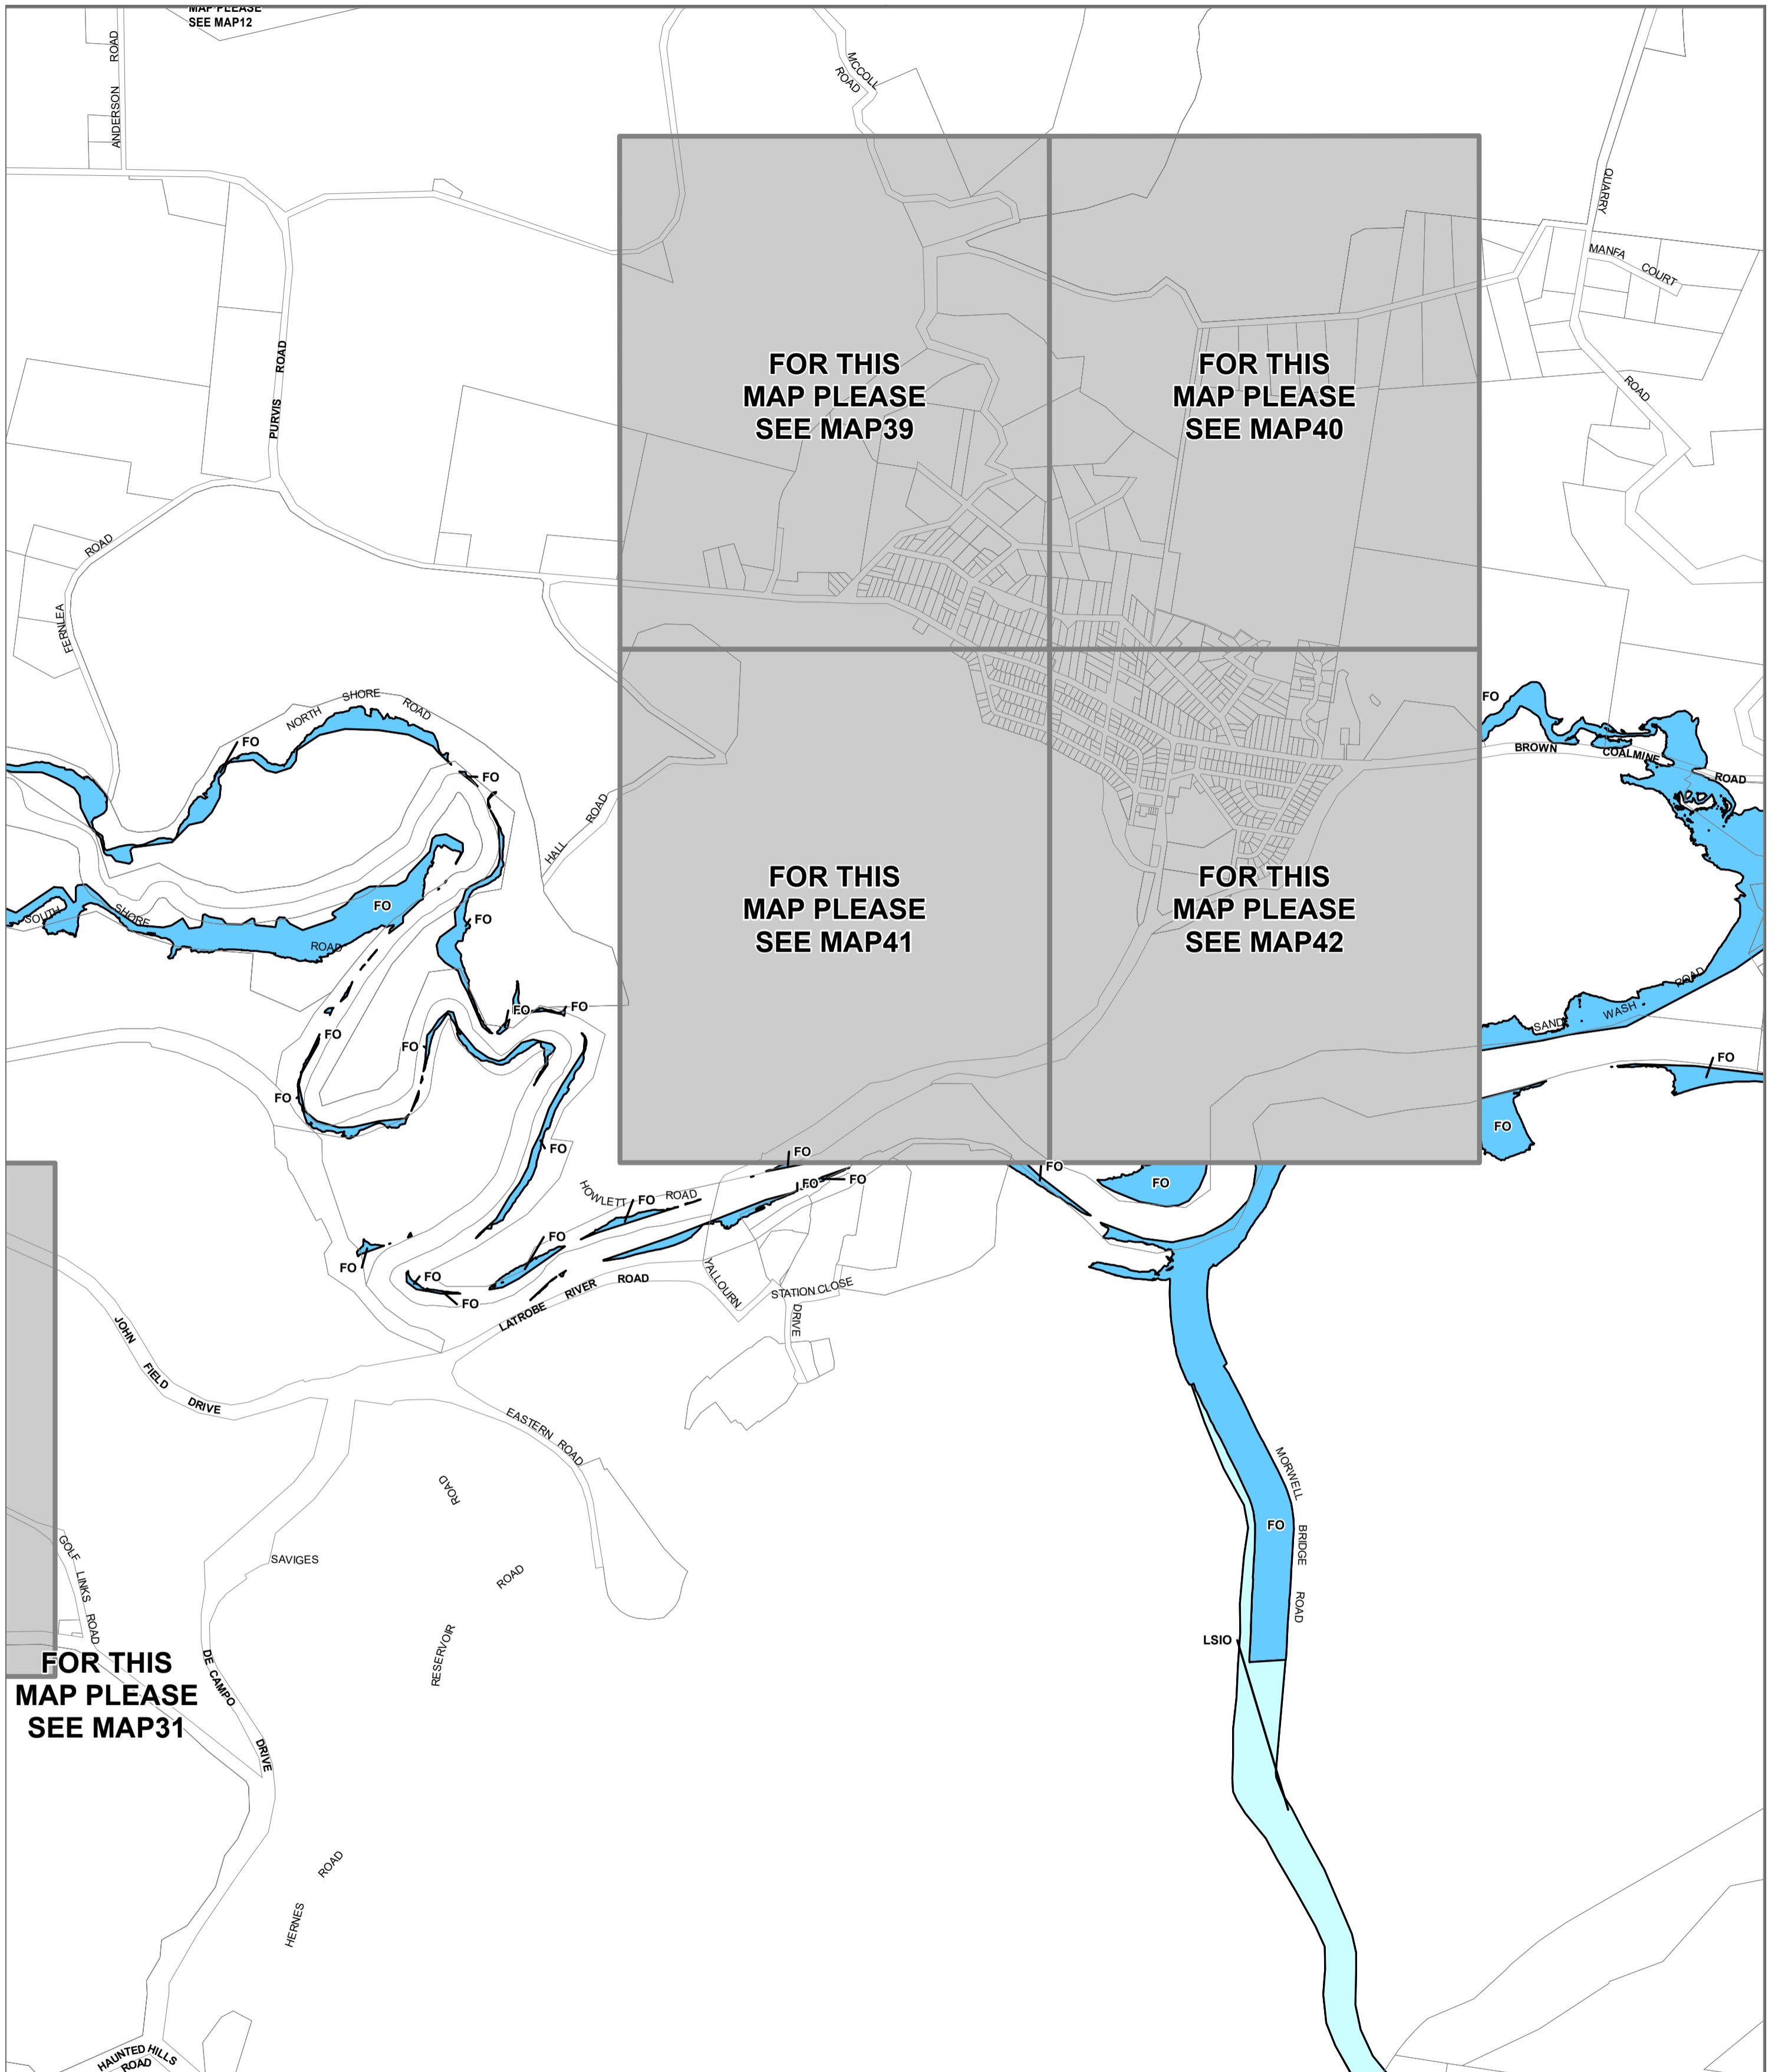 MAP PLEASE
SEE MAP12
ANDERSON ROAD
MCCOLL
ROAD
QUARRY
MANFA COURT
ROAD
PURVIS ROAD
FOR THIS
MAP PLEASE
SEE MAP39
FOR THIS
MAP PLEASE
SEE MAP40
ROAD
FERNLEA
NORTH SHORE ROAD
FO
FO
FO
BROWN COALMINE ROAD
HALL ROAD
FOR THIS
MAP PLEASE
SEE MAP41
FOR THIS
MAP PLEASE
SEE MAP42
SOUTH SHORE ROAD
FO
FO
FO
FO
FO
FO
FO
SAND WASH ROAD
FO
FO
FO
FO
FO
FO
FO
FO
FO
HOWLETT ROAD
FO
FO
FO
FO
FO
LATROBE RIVER ROAD
YALLOURN
DRIVE
STATION CLOSE
JOHN FIELD DRIVE
EASTERN ROAD
ROAD
ROAD
SAVIGES
RESERVOIR
GOLF LINKS ROAD
MORWELL BRIDGE ROAD
FO
LSIO
FOR THIS
MAP PLEASE
SEE MAP31
DE CAMPO DRIVE
ROAD
HERNES
HAUNTED HILLS
ROAD